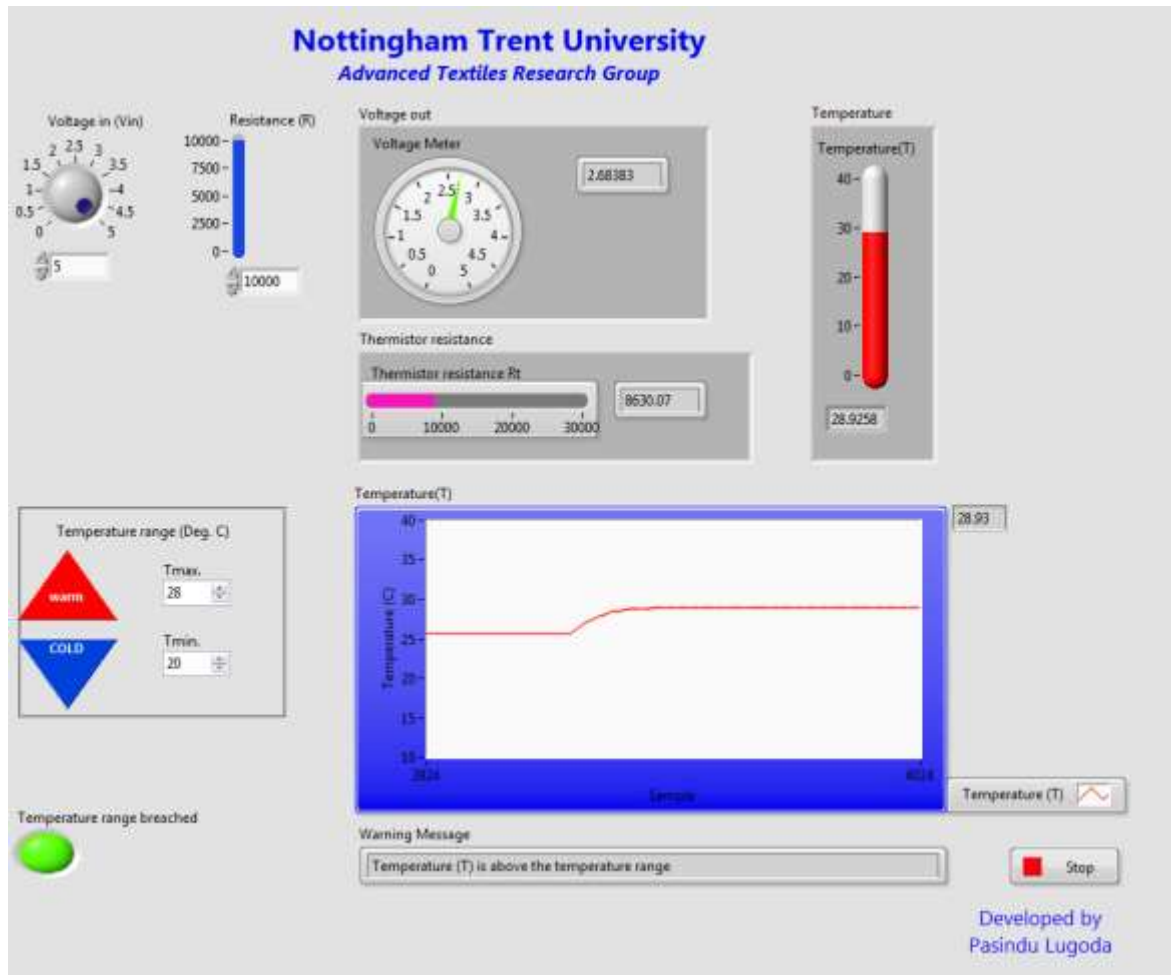 Nottingham Trent University
Advanced Textiles Research Group
Voltage in (Vin)
0
0.5
1
1.5
2
2.5
3
3.5
4
4.5
5
5
Resistance (R)
10000
7500
5000
2500
0
10000
Voltage out
Voltage Meter
0
0.5
1
1.5
2
2.5
3
3.5
4
4.5
5
2.68383
Thermistor resistance
Thermistor resistance Rt
0 10000 20000 30000
8630.07
Temperature
Temperature(T)
40
30
20
10
0
28.9258
Temperature range (Deg. C)
warm
Tmax.
28
COLD
Tmin.
20
Temperature(T)
28.93
Temperature (C)
40
35
30
25
20
15
10
Sample
Temperature (T)
Temperature range breached
Warning Message
Temperature (T) is above the temperature range
Stop
Developed by
Pasindu Lugoda